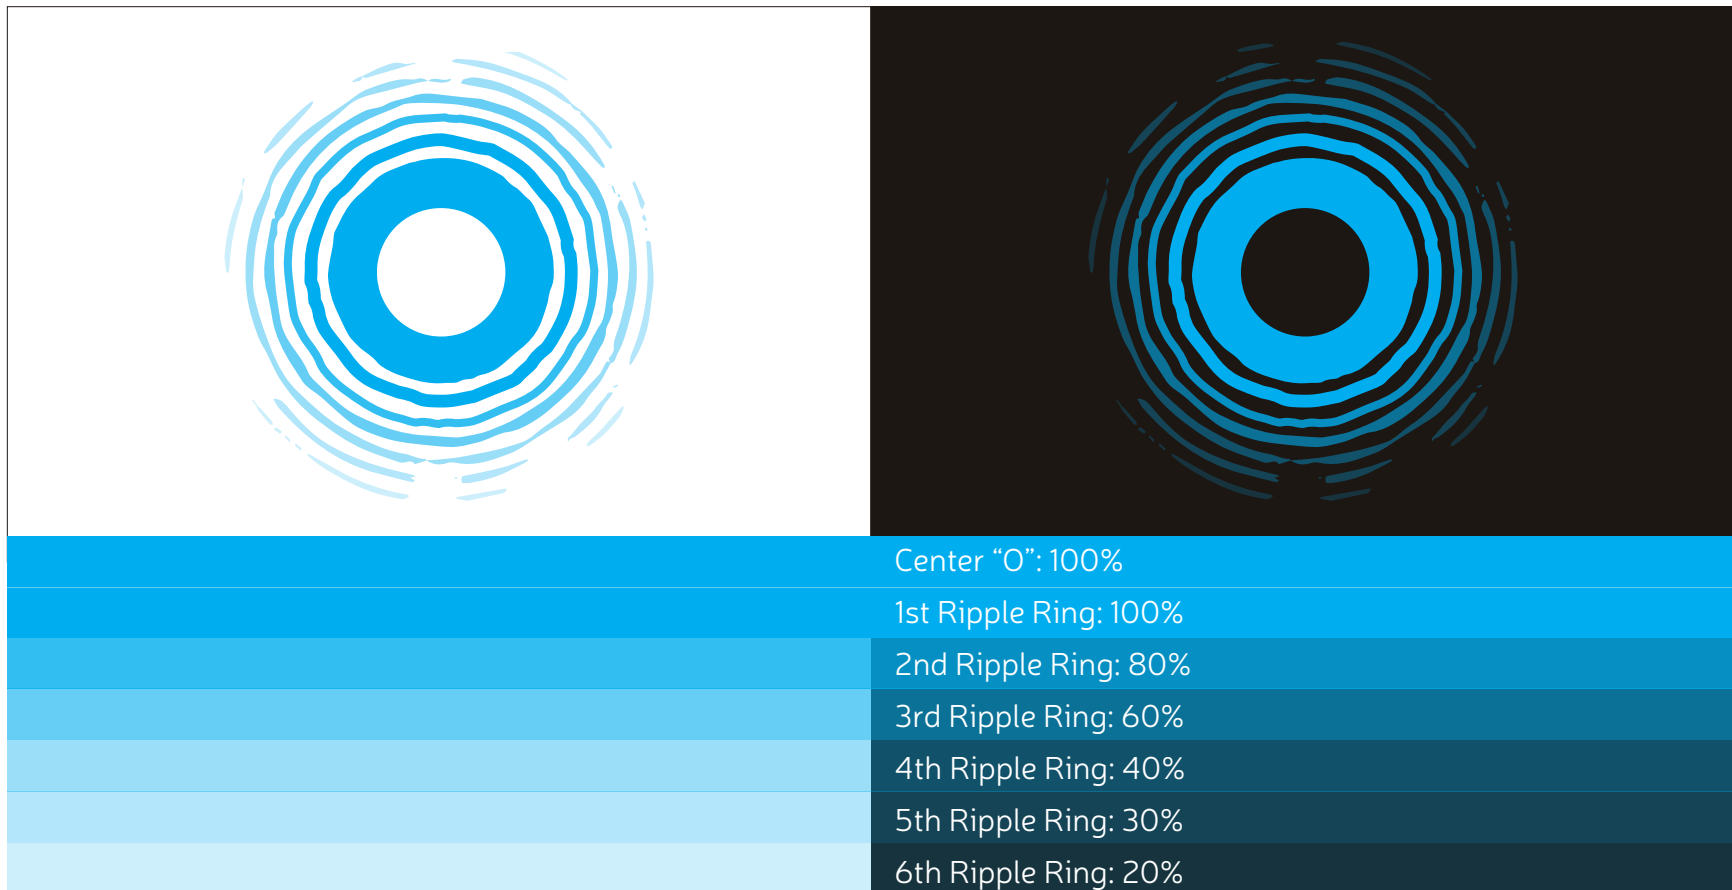 Center “O”: 100%
1st Ripple Ring: 100%
2nd Ripple Ring: 80%
3rd Ripple Ring: 60%
4th Ripple Ring: 40%
5th Ripple Ring: 30%
6th Ripple Ring: 20%